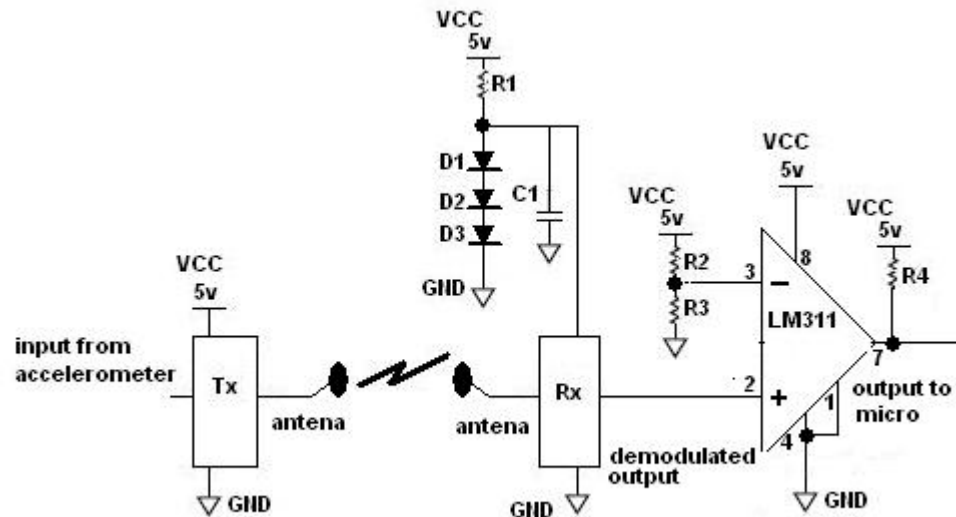 VCC
5v
R1
D1
D2
D3
C1
GND
VCC
5v
R2
R3
VCC
5v
VCC
5v
R4
3
8
LM311
7
2
1
4
output to
micro
GND
VCC
5v
input from
accelerometer
Tx
antena
antena
Rx
demodulated
output
GND
GND